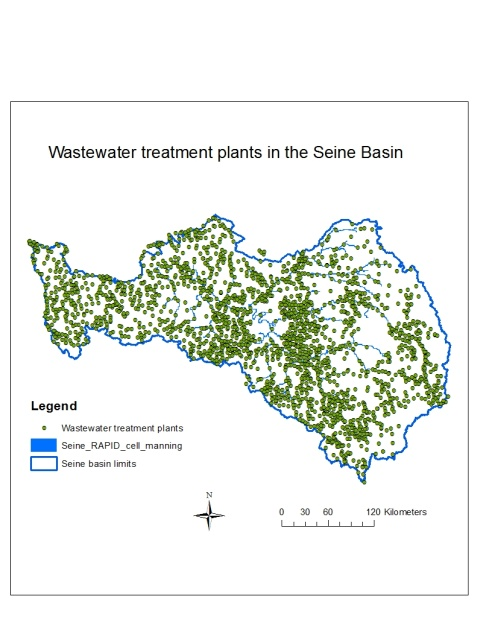 Wastewater treatment plants in the Seine Basin
Legend
Wastewater treatment plants
Seine_RAPID_cell_manning
Seine basin limits
N
0 30 60 120 Kilometers